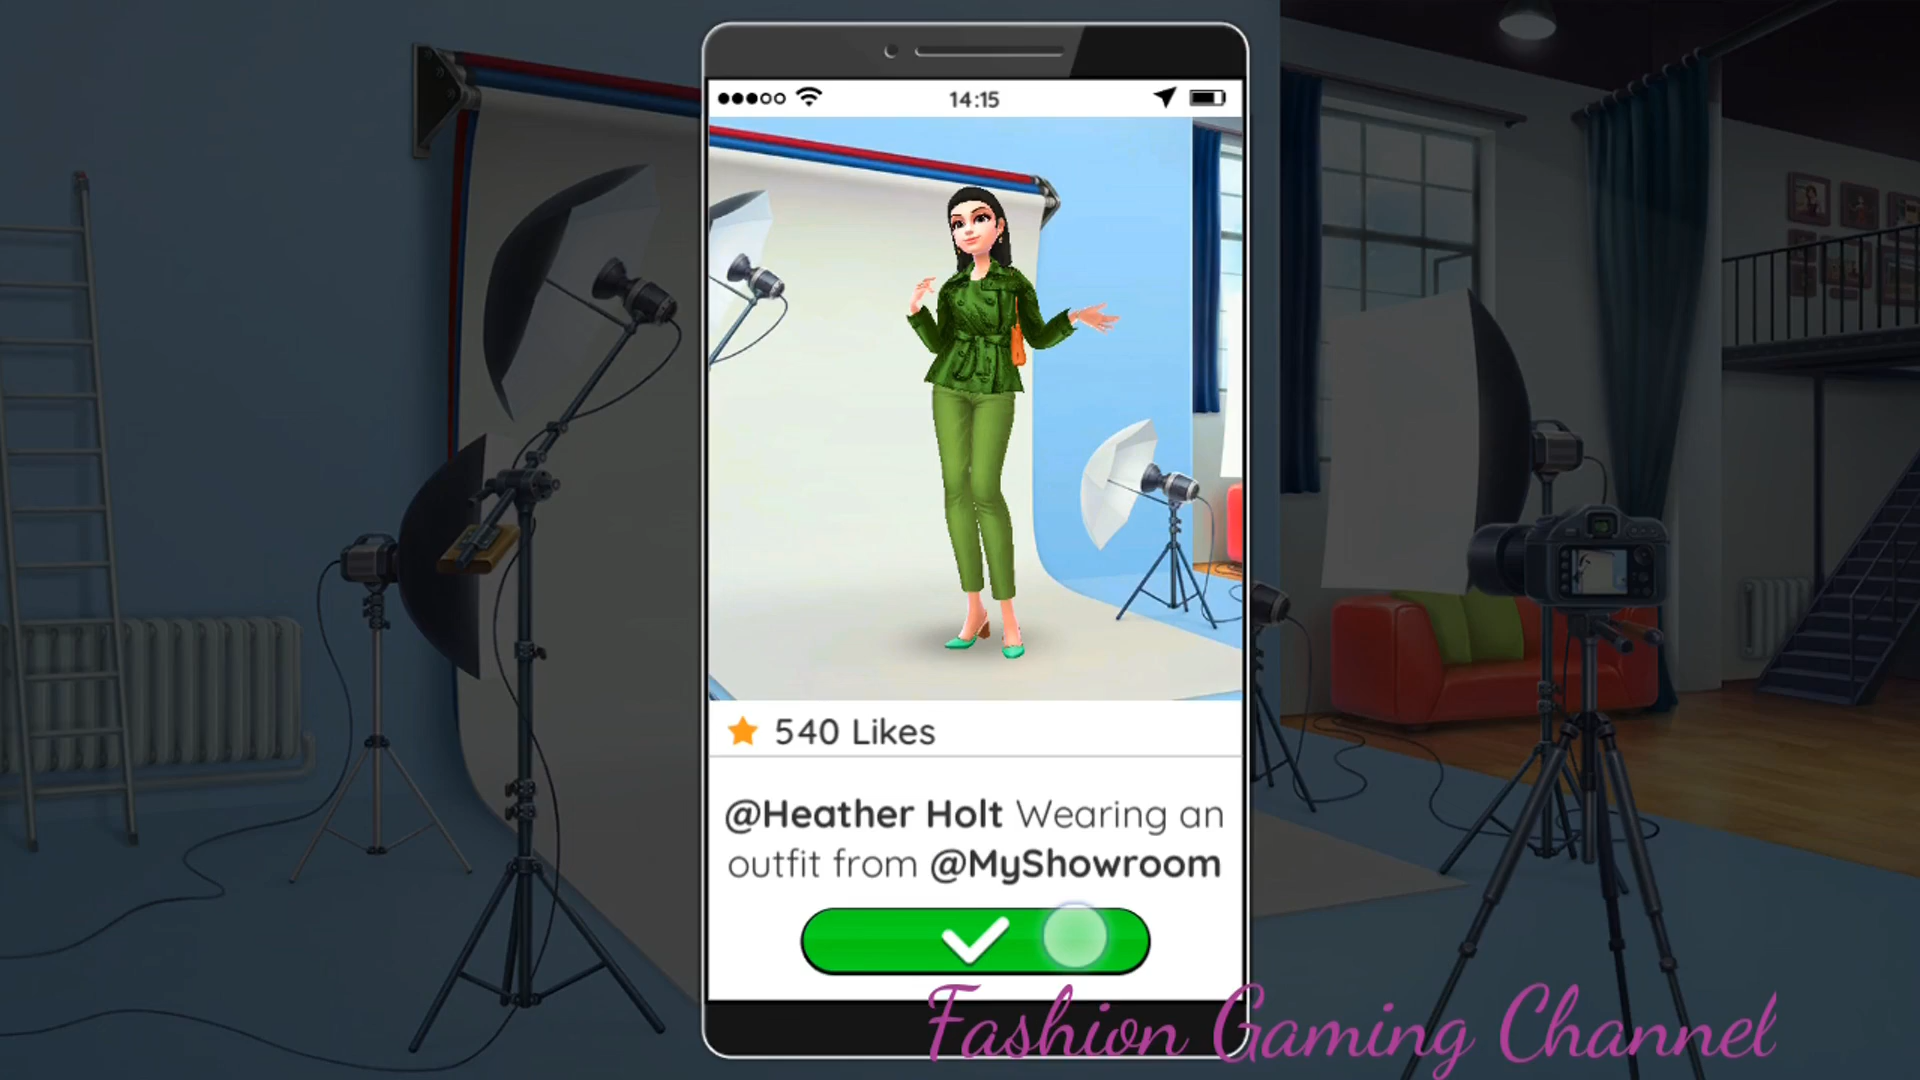 14:15
540 Likes
@Heather Holt Wearing an
outfit from @MyShowroom
Fashion Gaming Channel